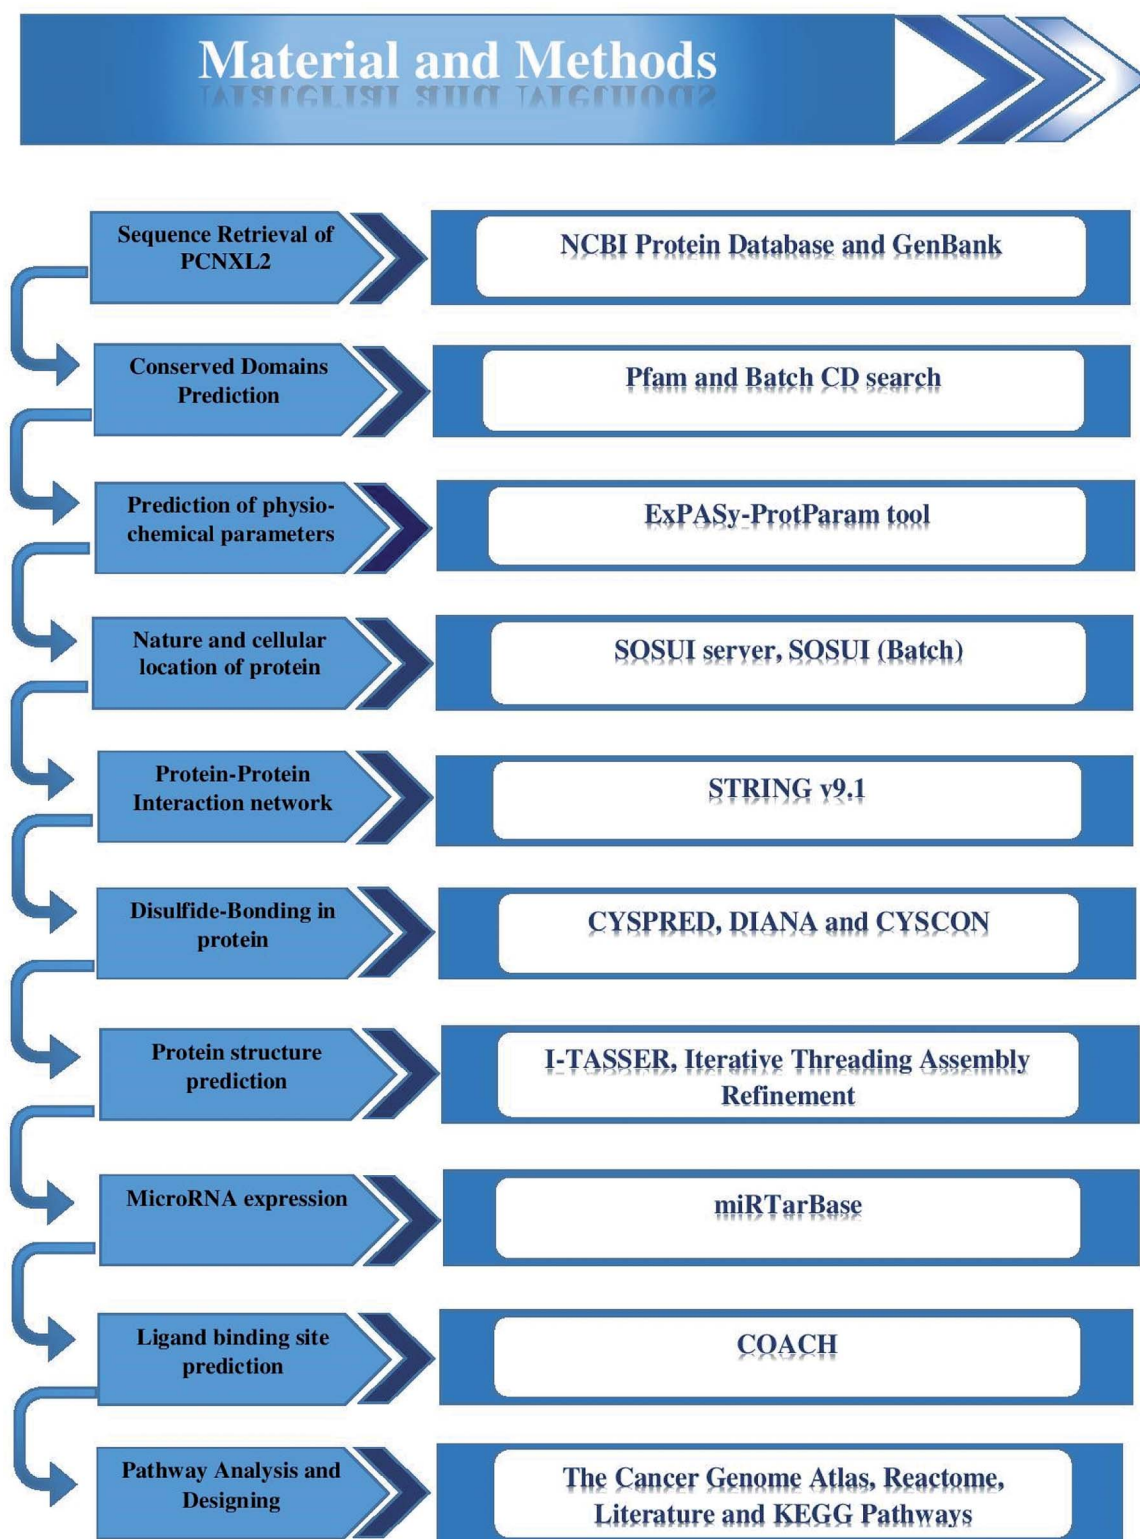 Material and Methods
Sequence Retrieval of
PCNXL2
NCBI Protein Database and GenBank
Conserved Domains
Prediction
Pfam and Batch CD search
Prediction of physio-
chemical parameters
ExPASy-ProtParam tool
Nature and cellular
location of protein
SOSUI server, SOSUI (Batch)
Protein-Protein
Interaction network
STRING v9.1
Disulfide-Bonding in
protein
CYSPRED, DIANA and CYSCON
Protein structure
prediction
I-TASSER, Iterative Threading Assembly
Refinement
MicroRNA expression
miRTarBase
Ligand binding site
prediction
COACH
Pathway Analysis and
Designing
The Cancer Genome Atlas, Reactome,
Literature and KEGG Pathways